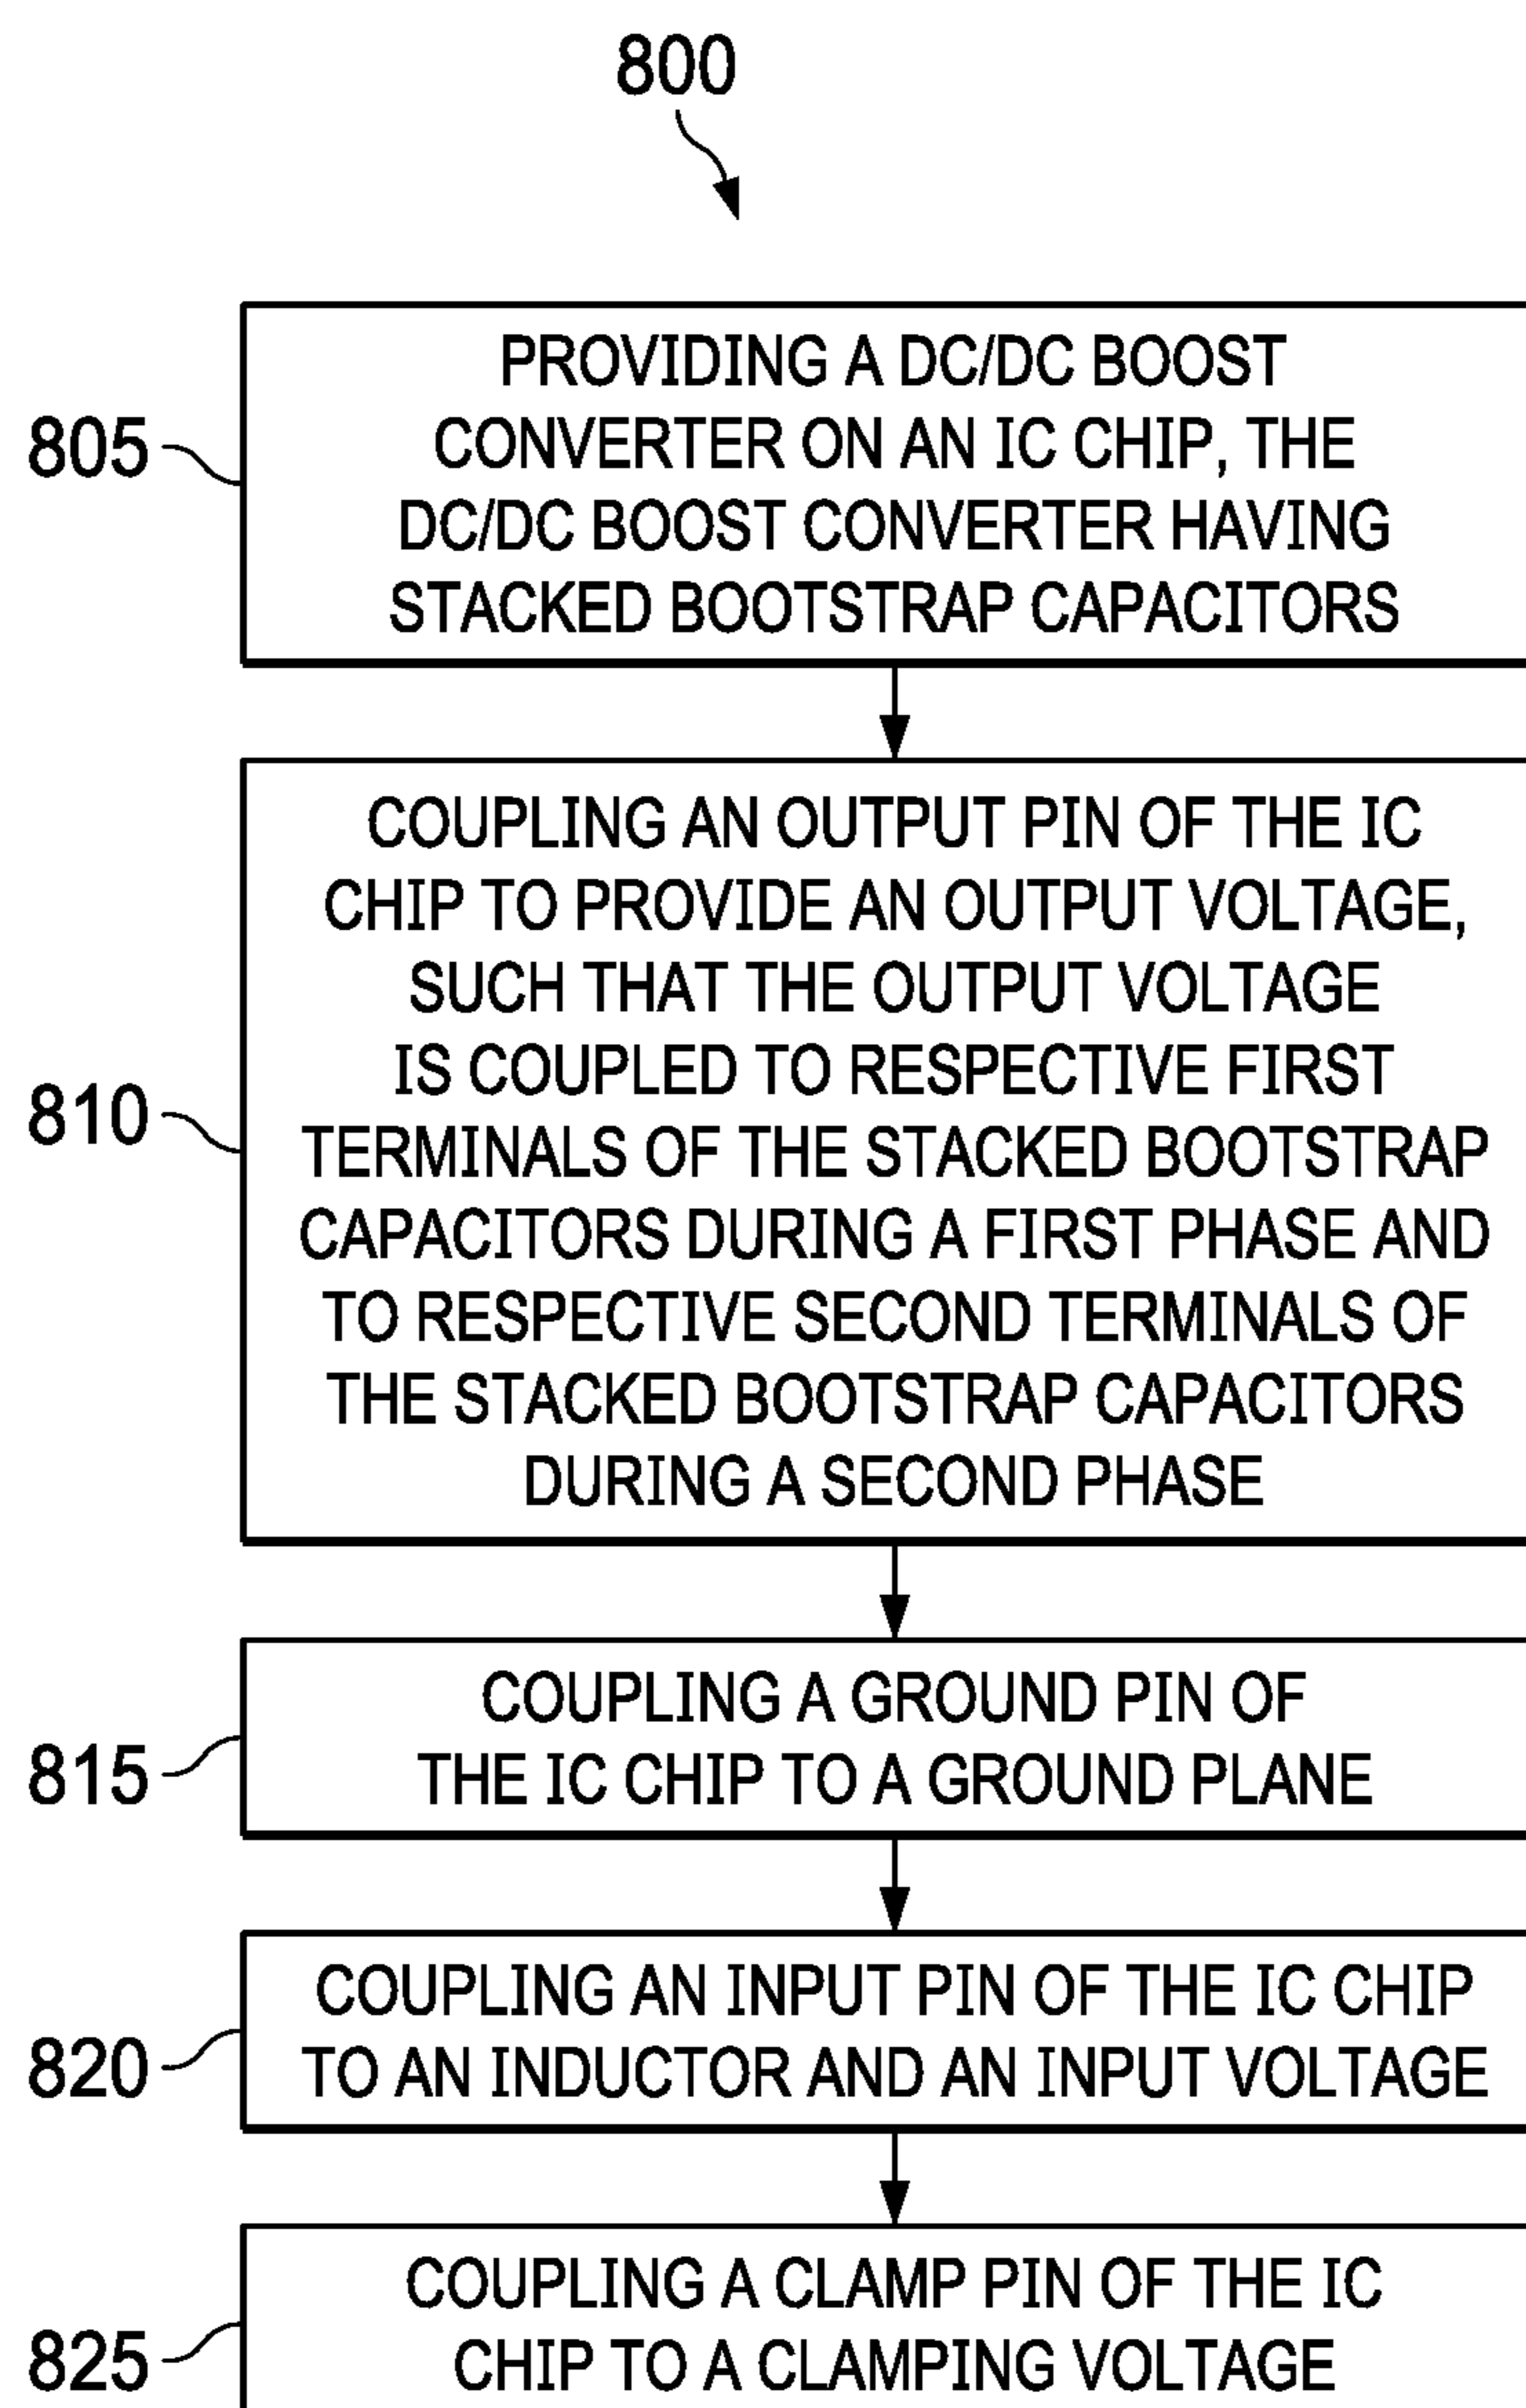 800
805
PROVIDING A DC/DC BOOST
CONVERTER ON AN IC CHIP, THE
DC/DC BOOST CONVERTER HAVING
STACKED BOOTSTRAP CAPACITORS
810
COUPLING AN OUTPUT PIN OF THE IC
CHIP TO PROVIDE AN OUTPUT VOLTAGE,
SUCH THAT THE OUTPUT VOLTAGE
IS COUPLED TO RESPECTIVE FIRST
TERMINALS OF THE STACKED BOOTSTRAP
CAPACITORS DURING A FIRST PHASE AND
TO RESPECTIVE SECOND TERMINALS OF
THE STACKED BOOTSTRAP CAPACITORS
DURING A SECOND PHASE
815
COUPLING A GROUND PIN OF
THE IC CHIP TO A GROUND PLANE
820
COUPLING AN INPUT PIN OF THE IC CHIP
TO AN INDUCTOR AND AN INPUT VOLTAGE
825
COUPLING A CLAMP PIN OF THE IC
CHIP TO A CLAMPING VOLTAGE